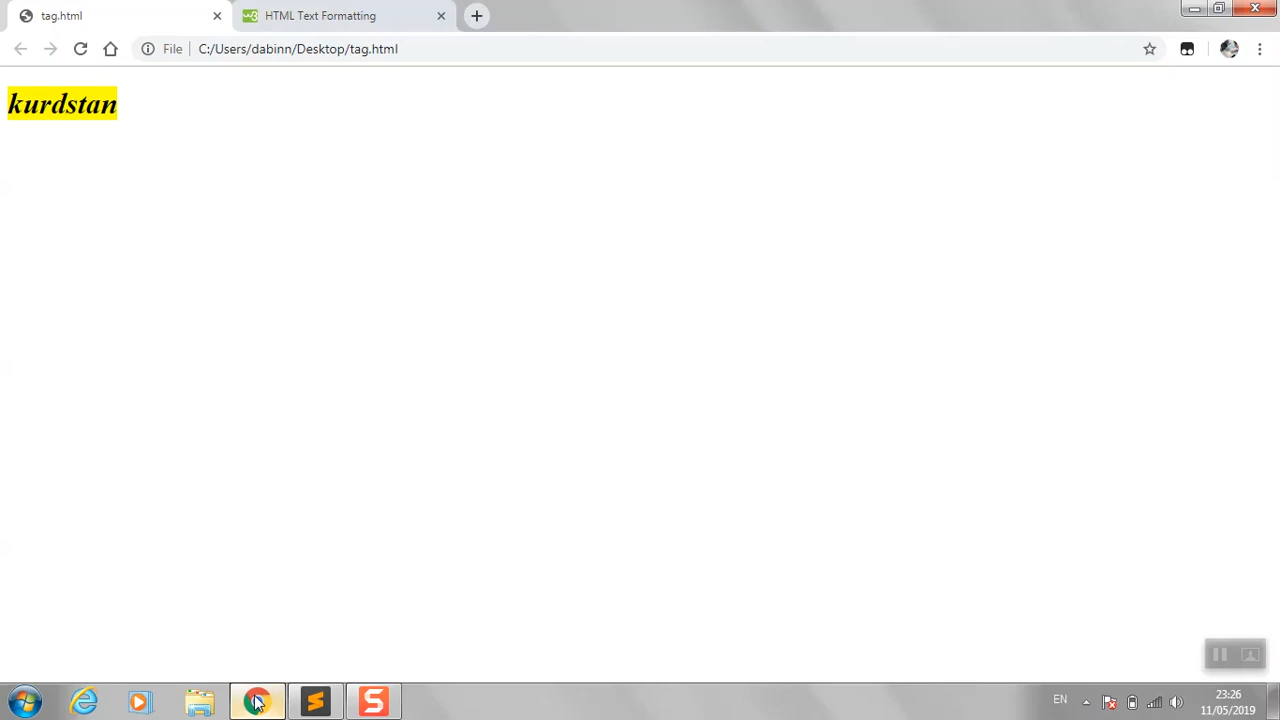 tag.html
HTML Text Formatting
File
C:/Users/dabinn/Desktop/tag.html
kurdstan
EN
23:26
11/05/2019